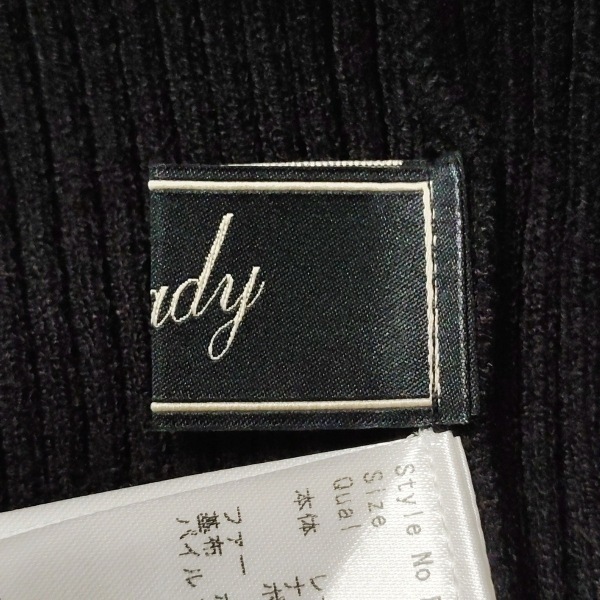 ady
Style No
Size
Qual
本体
ファー
基布
パイル